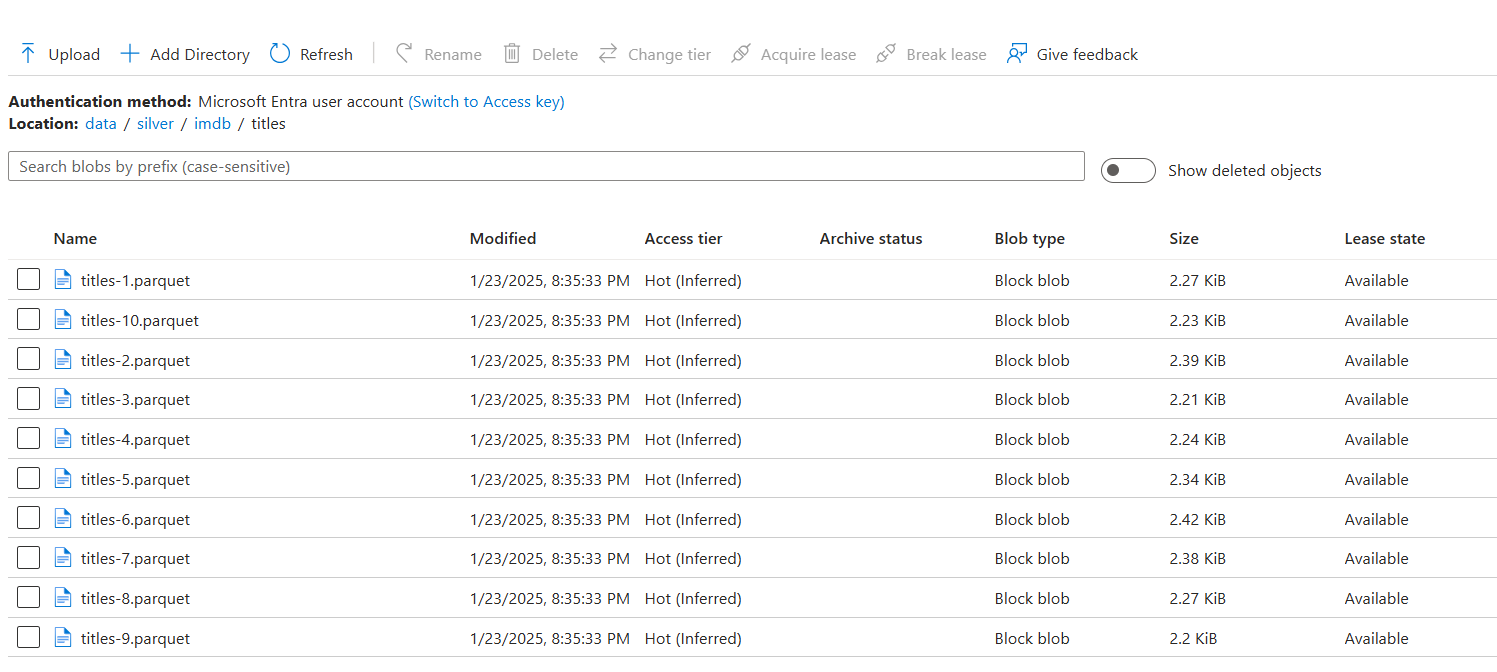 Upload Add Directory Refresh Rename Delete Change tier Acquire lease Break lease Give feedback
Authentication method: Microsoft Entra user account (Switch to Access key)
Location: data / silver / imdb / titles
Search blobs by prefix (case-sensitive) Show deleted objects
Name Modified Access tier Archive status Blob type Size Lease state
titles-1.parquet 1/23/2025, 8:35:33 PM Hot (Inferred) Block blob 2.27 KiB Available
titles-10.parquet 1/23/2025, 8:35:33 PM Hot (Inferred) Block blob 2.23 KiB Available
titles-2.parquet 1/23/2025, 8:35:33 PM Hot (Inferred) Block blob 2.39 KiB Available
titles-3.parquet 1/23/2025, 8:35:33 PM Hot (Inferred) Block blob 2.21 KiB Available
titles-4.parquet 1/23/2025, 8:35:33 PM Hot (Inferred) Block blob 2.24 KiB Available
titles-5.parquet 1/23/2025, 8:35:33 PM Hot (Inferred) Block blob 2.34 KiB Available
titles-6.parquet 1/23/2025, 8:35:33 PM Hot (Inferred) Block blob 2.42 KiB Available
titles-7.parquet 1/23/2025, 8:35:33 PM Hot (Inferred) Block blob 2.38 KiB Available
titles-8.parquet 1/23/2025, 8:35:33 PM Hot (Inferred) Block blob 2.27 KiB Available
titles-9.parquet 1/23/2025, 8:35:33 PM Hot (Inferred) Block blob 2.2 KiB Available